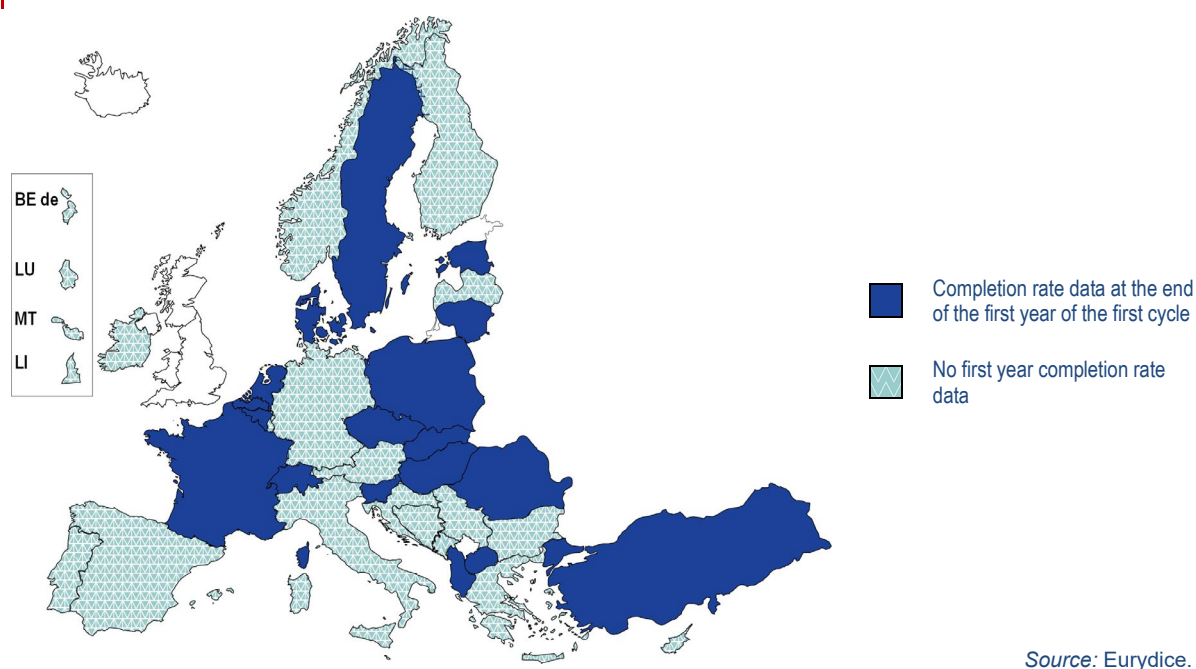 BE de
LU
MT
LI
Completion rate data at the end
of the first year of the first cycle
No first year completion rate
data
Source: Eurydice.